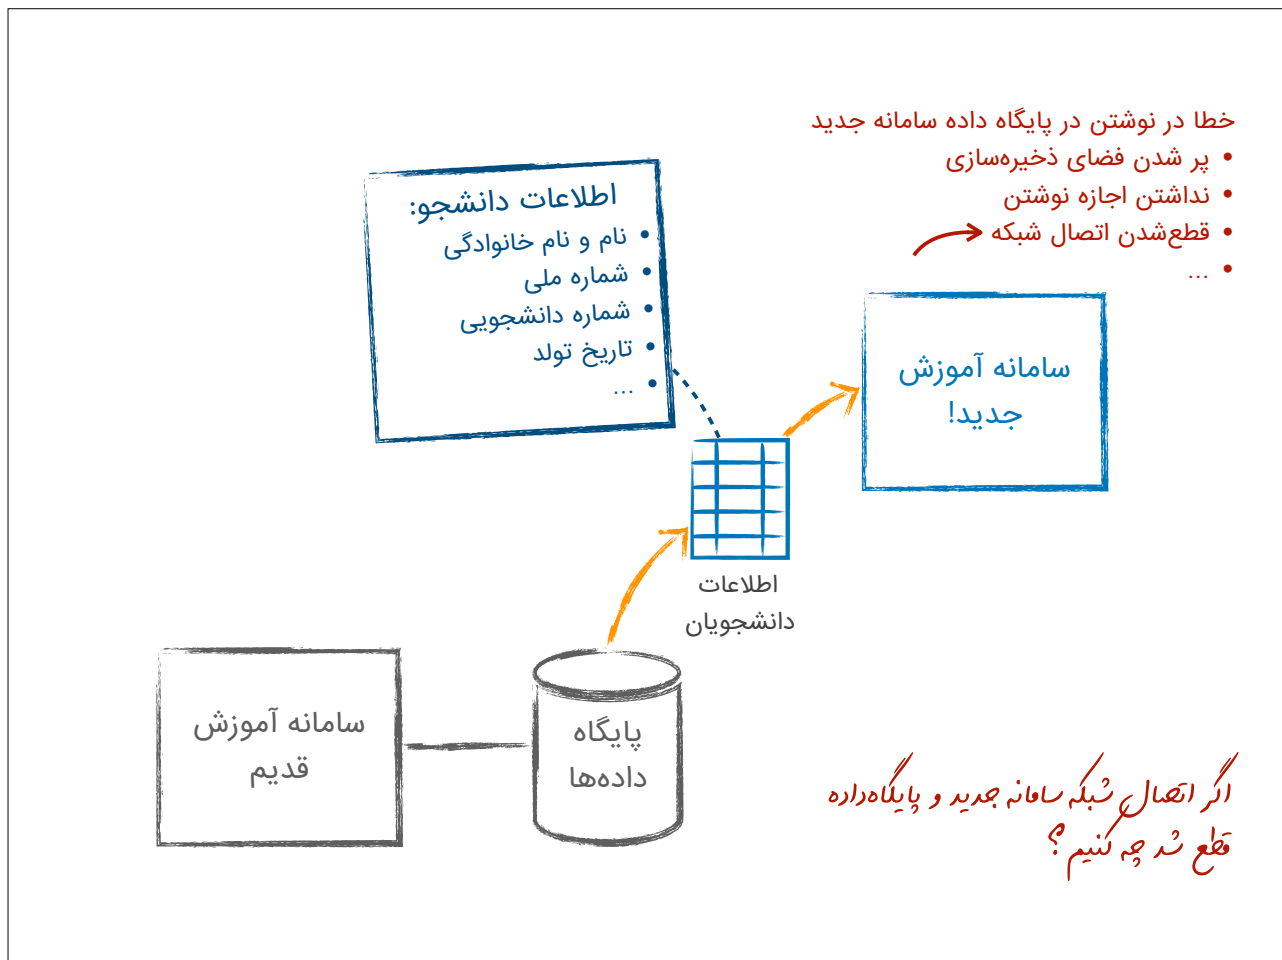 خطا در نوشتن در پایگاه داده سامانه جدید
• پر شدن فضای ذخیره‌سازی
• نداشتن اجازه نوشتن
• قطع‌شدن اتصال شبکه
• ...
اطلاعات دانشجو:
• نام و نام خانوادگی
• شماره ملی
• شماره دانشجویی
• تاریخ تولد
• ...
سامانه آموزش
جدید!
اطلاعات
دانشجویان
پایگاه
داده‌ها
سامانه آموزش
قدیم
اگر اتصال شبکه سامانه جدید و پایگاه‌داده
قطع شد چه کنیم؟